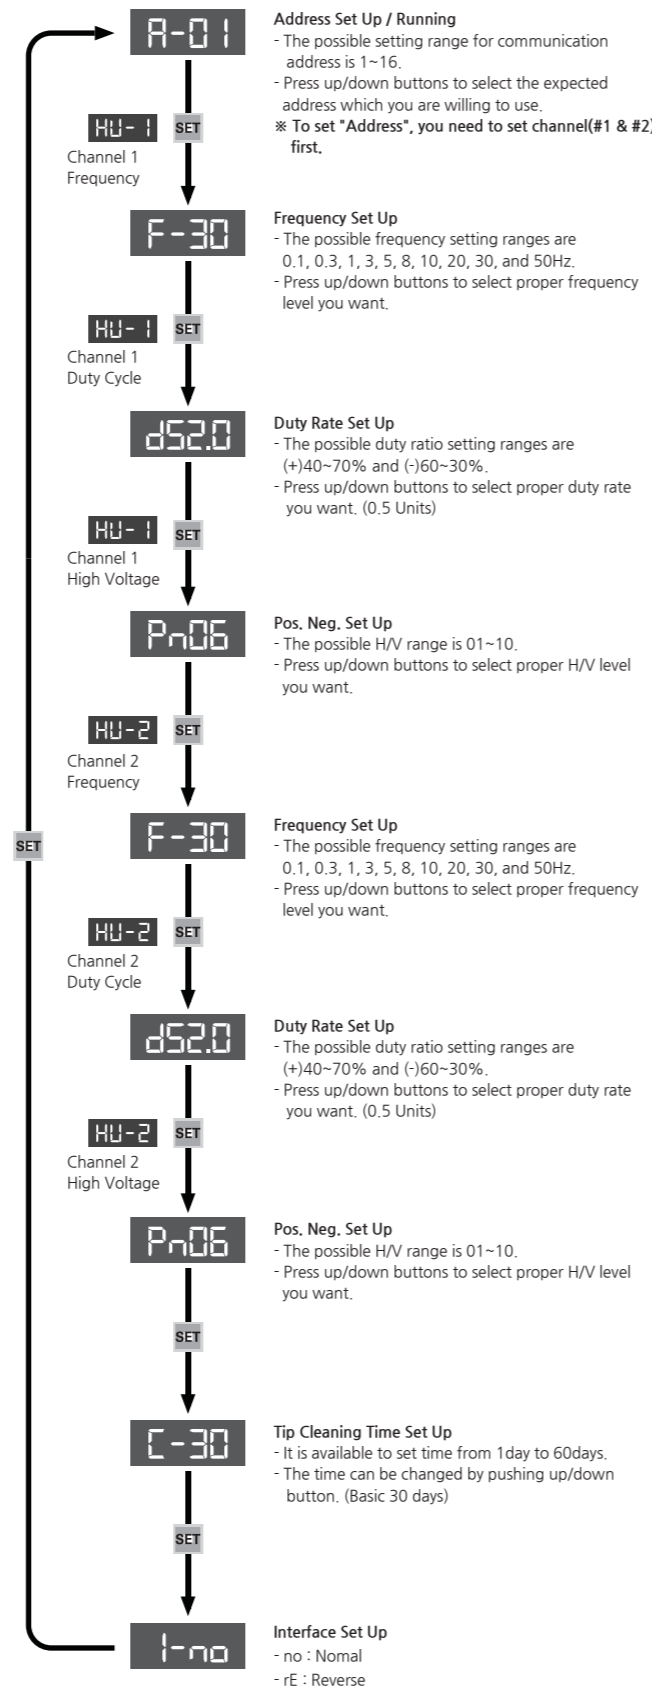 A-01
Address Set Up / Running
- The possible setting range for communication
address is 1~16.
- Press up/down buttons to select the expected
address which you are willing to use.
※ To set "Address", you need to set channel(#1 & #2)
first.
HU-1
SET
Channel 1
Frequency
F-30
Frequency Set Up
- The possible frequency setting ranges are
0.1, 0.3, 1, 3, 5, 8, 10, 20, 30, and 50Hz.
- Press up/down buttons to select proper frequency
level you want.
HU-1
SET
Channel 1
Duty Cycle
d52.0
Duty Rate Set Up
- The possible duty ratio setting ranges are
(+)40~70% and (-)60~30%.
- Press up/down buttons to select proper duty rate
you want. (0.5 Units)
HU-1
SET
Channel 1
High Voltage
Pn06
Pos. Neg. Set Up
- The possible H/V range is 01~10.
- Press up/down buttons to select proper H/V level
you want.
HU-2
SET
Channel 2
Frequency
F-30
Frequency Set Up
- The possible frequency setting ranges are
0.1, 0.3, 1, 3, 5, 8, 10, 20, 30, and 50Hz.
- Press up/down buttons to select proper frequency
level you want.
SET
HU-2
SET
Channel 2
Duty Cycle
d52.0
Duty Rate Set Up
- The possible duty ratio setting ranges are
(+)40~70% and (-)60~30%.
- Press up/down buttons to select proper duty rate
you want. (0.5 Units)
HU-2
SET
Channel 2
High Voltage
Pn06
Pos. Neg. Set Up
- The possible H/V range is 01~10.
- Press up/down buttons to select proper H/V level
you want.
SET
C-30
Tip Cleaning Time Set Up
- It is available to set time from 1day to 60days.
- The time can be changed by pushing up/down
button. (Basic 30 days)
SET
I-no
Interface Set Up
- no : Nomal
- rE : Reverse